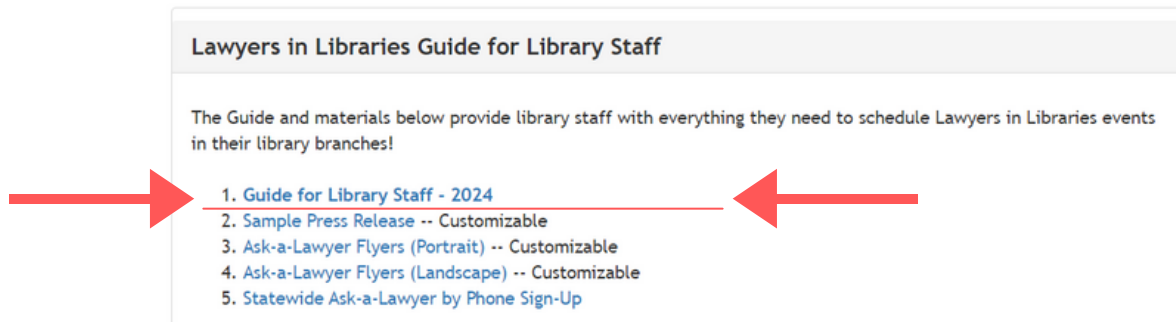 Lawyers in Libraries Guide for Library Staff
The Guide and materials below provide library staff with everything they need to schedule Lawyers in Libraries events
in their library branches!
1. Guide for Library Staff - 2024
2. Sample Press Release -- Customizable
3. Ask-a-Lawyer Flyers (Portrait) -- Customizable
4. Ask-a-Lawyer Flyers (Landscape) -- Customizable
5. Statewide Ask-a-Lawyer by Phone Sign-Up